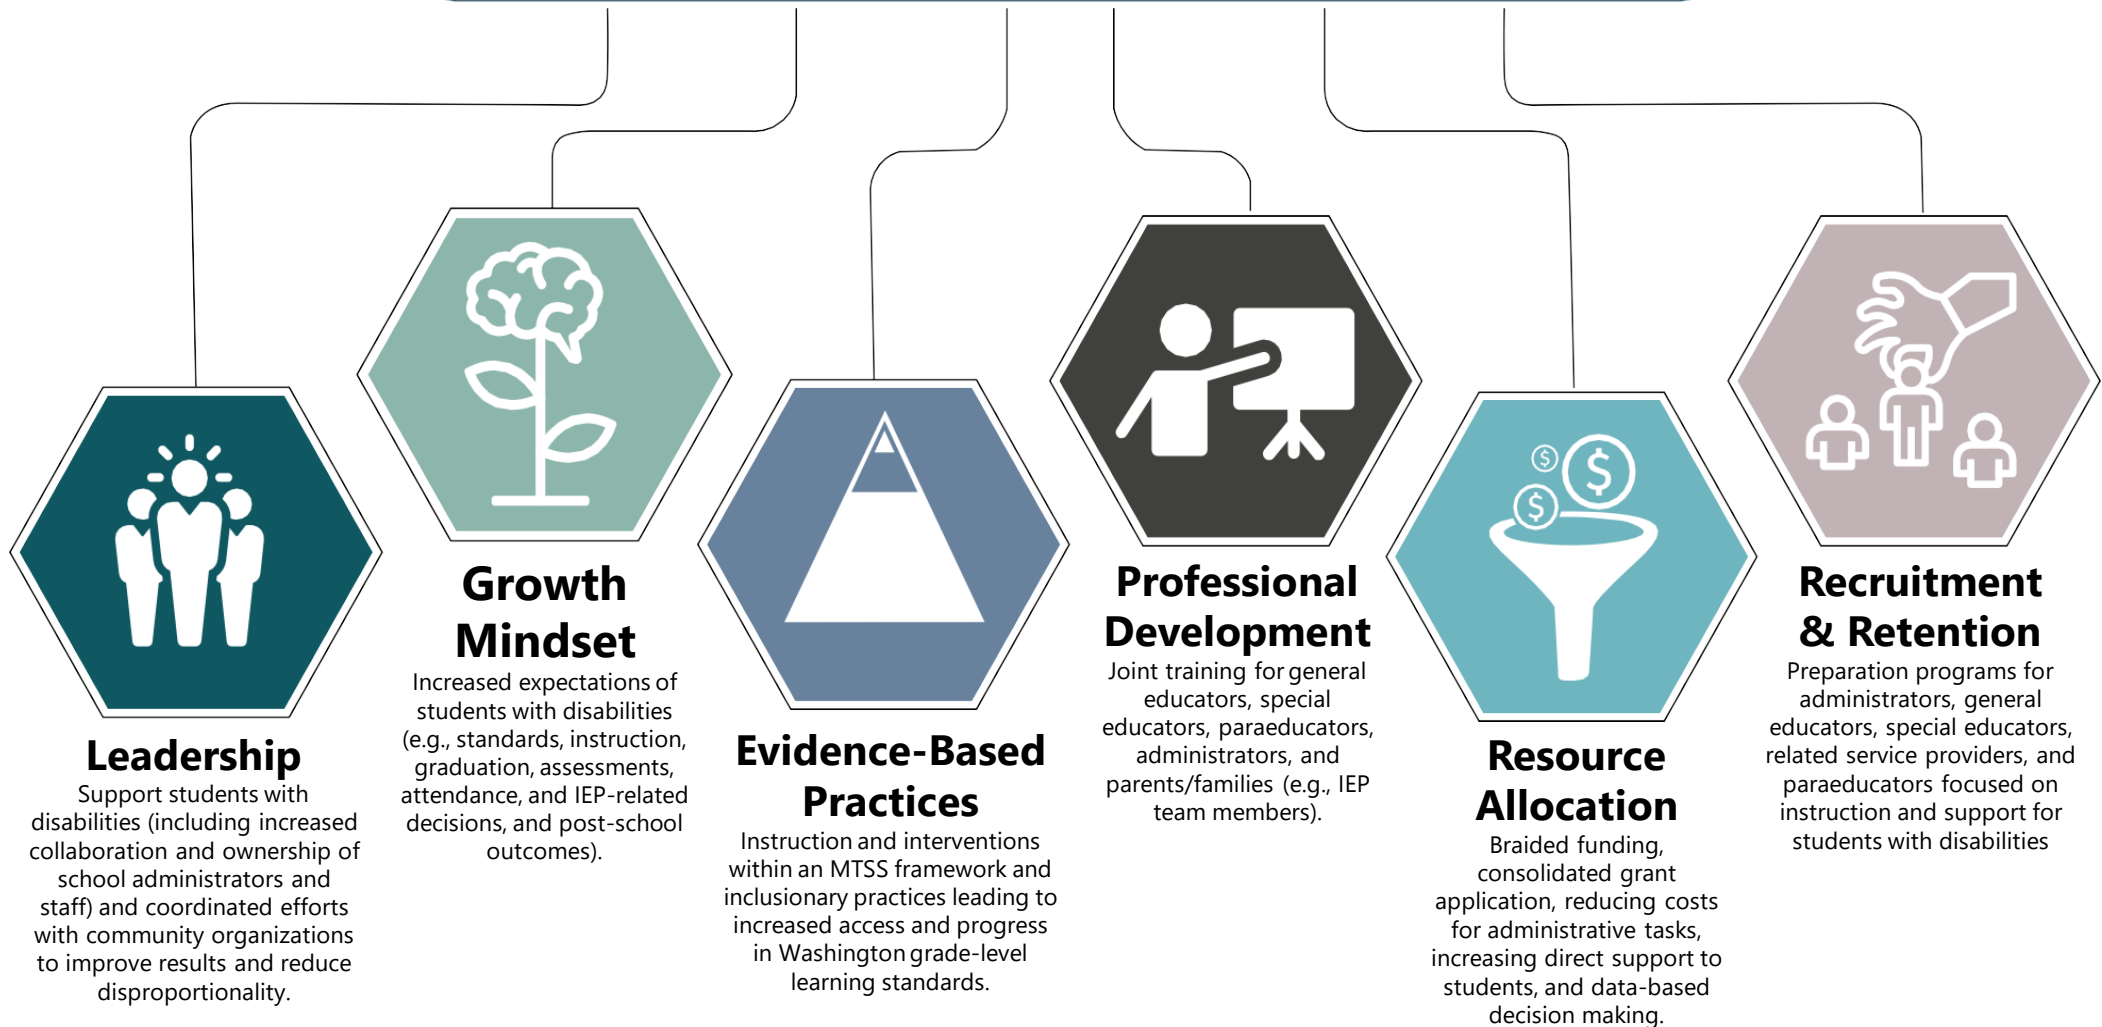 Leadership
Support students with
disabilities (including increased
collaboration and ownership of
school administrators and
staff) and coordinated efforts
with community organizations
to improve results and reduce
disproportionality.
Growth
Mindset
Increased expectations of
students with disabilities
(e.g., standards, instruction,
graduation, assessments,
attendance, and IEP-related
decisions, and post-school
outcomes).
Evidence-Based
Practices
Instruction and interventions
within an MTSS framework and
inclusionary practices leading to
increased access and progress
in Washington grade-level
learning standards.
Professional
Development
Joint training for general
educators, special
educators, paraeducators,
administrators, and
parents/families (e.g., IEP
team members).
$
$
$
Resource
Allocation
Braided funding,
consolidated grant
application, reducing costs
for administrative tasks,
increasing direct support to
students, and data-based
decision making.
Recruitment
& Retention
Preparation programs for
administrators, general
educators, special educators,
related service providers, and
paraeducators focused on
instruction and support for
students with disabilities